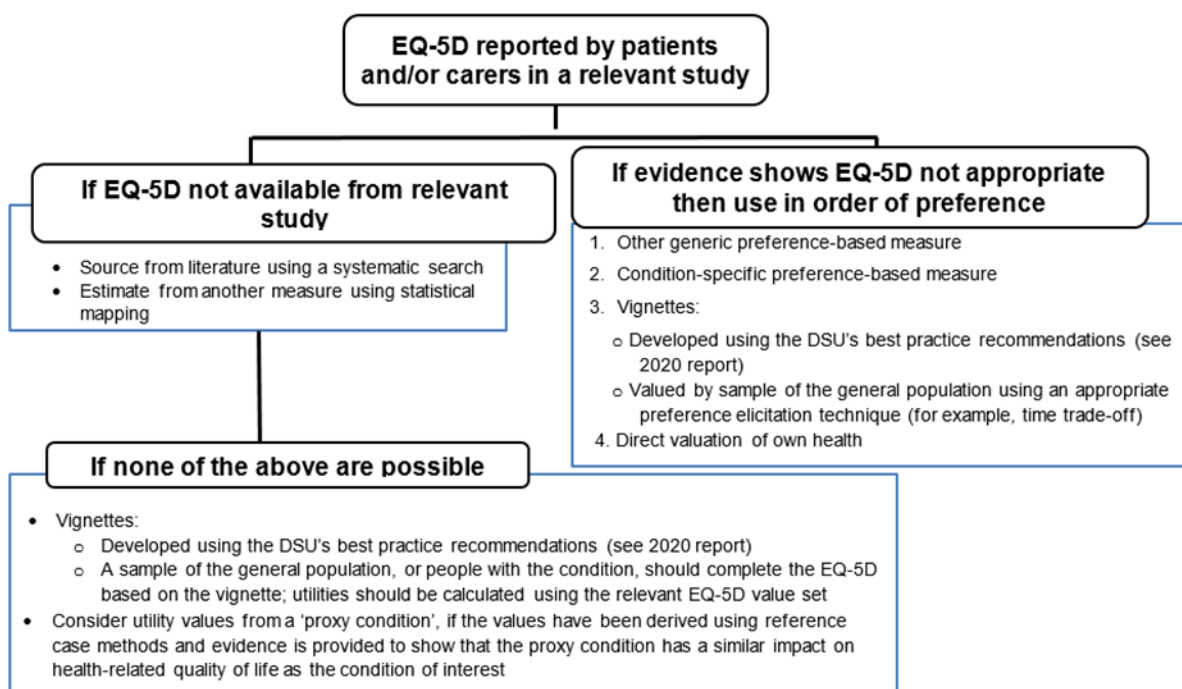 EQ-5D reported by patients
and/or carers in a relevant study
If EQ-5D not available from relevant
study
• Source from literature using a systematic search
• Estimate from another measure using statistical
mapping
If evidence shows EQ-5D not appropriate
then use in order of preference
1. Other generic preference-based measure
2. Condition-specific preference-based measure
3. Vignettes:
o Developed using the DSU's best practice recommendations (see
2020 report)
o Valued by sample of the general population using an appropriate
preference elicitation technique (for example, time trade-off)
4. Direct valuation of own health
If none of the above are possible
• Vignettes:
o Developed using the DSU's best practice recommendations (see 2020 report)
o A sample of the general population, or people with the condition, should complete the EQ-5D
based on the vignette; utilities should be calculated using the relevant EQ-5D value set
• Consider utility values from a 'proxy condition', if the values have been derived using reference
case methods and evidence is provided to show that the proxy condition has a similar impact on
health-related quality of life as the condition of interest